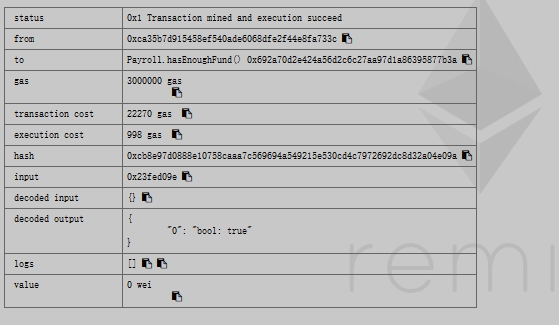 status 0x1 Transaction mined and execution succeed
from 0xca35b7d915458ef540ade6068dfe2f44e8fa733c
to Payroll.hasEnoughFund() 0x692a70d2e424a56d2c6c27aa97d1a86395877b3a
gas 3000000 gas
transaction cost 22270 gas
execution cost 998 gas
hash 0xcb8e97d0888e10758caaa7c569694a549215e530cd4c7972692dc8d32a04e09a
input 0x23fed09e
decoded input {}
decoded output {
"0": "bool: true"
}
logs []
value 0 wei